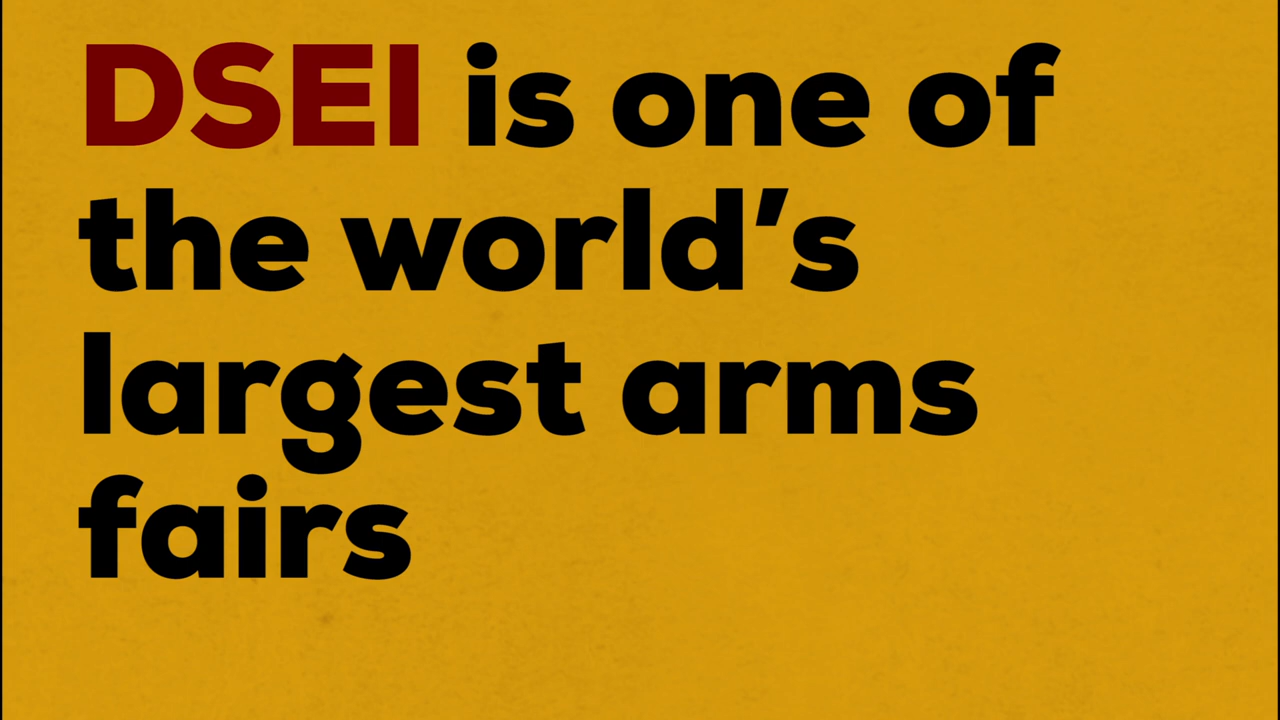 DSEI is one of
the world’s
largest arms
fairs